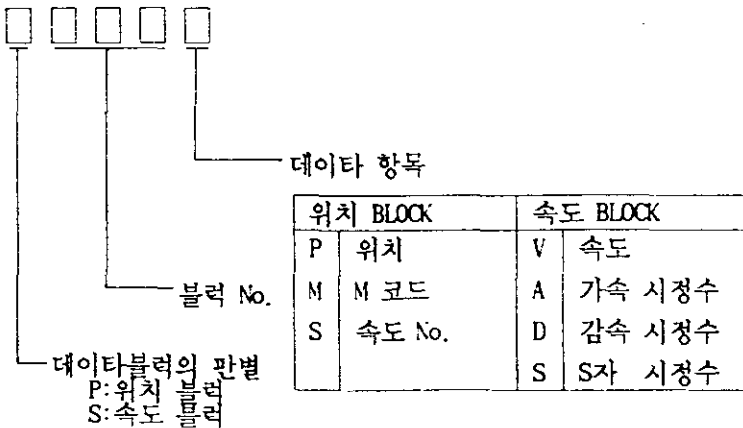 데이타 항목
위치 BLOCK 속도 BLOCK
P 위치 V 속도
M M 코드 A 가속 시정수
S 속도 No. D 감속 시정수
S S자 시정수
블럭 No.
데이타블럭의 판별
P:위치 블럭
S:속도 블럭